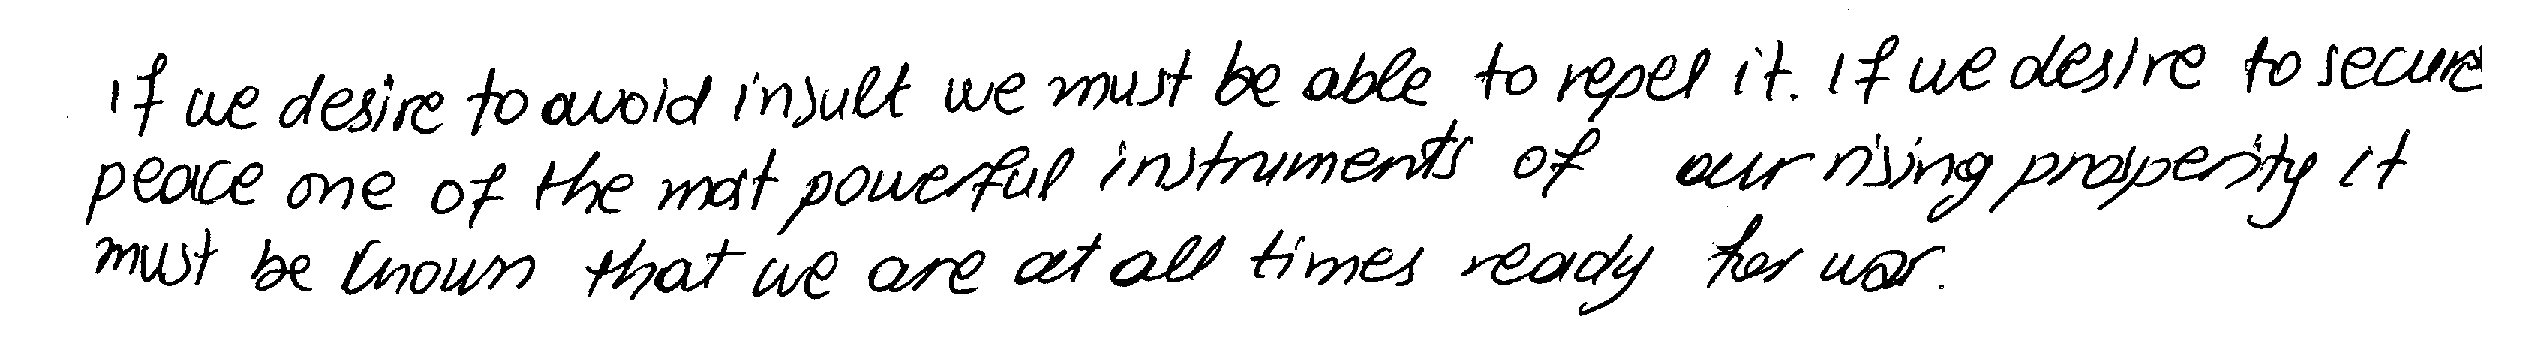 If we desire to avoid insult we must be able to repel it. If we desire to secure
peace one of the most powerful instruments of our rising prosperity it
must be known that we are at all times ready for war.